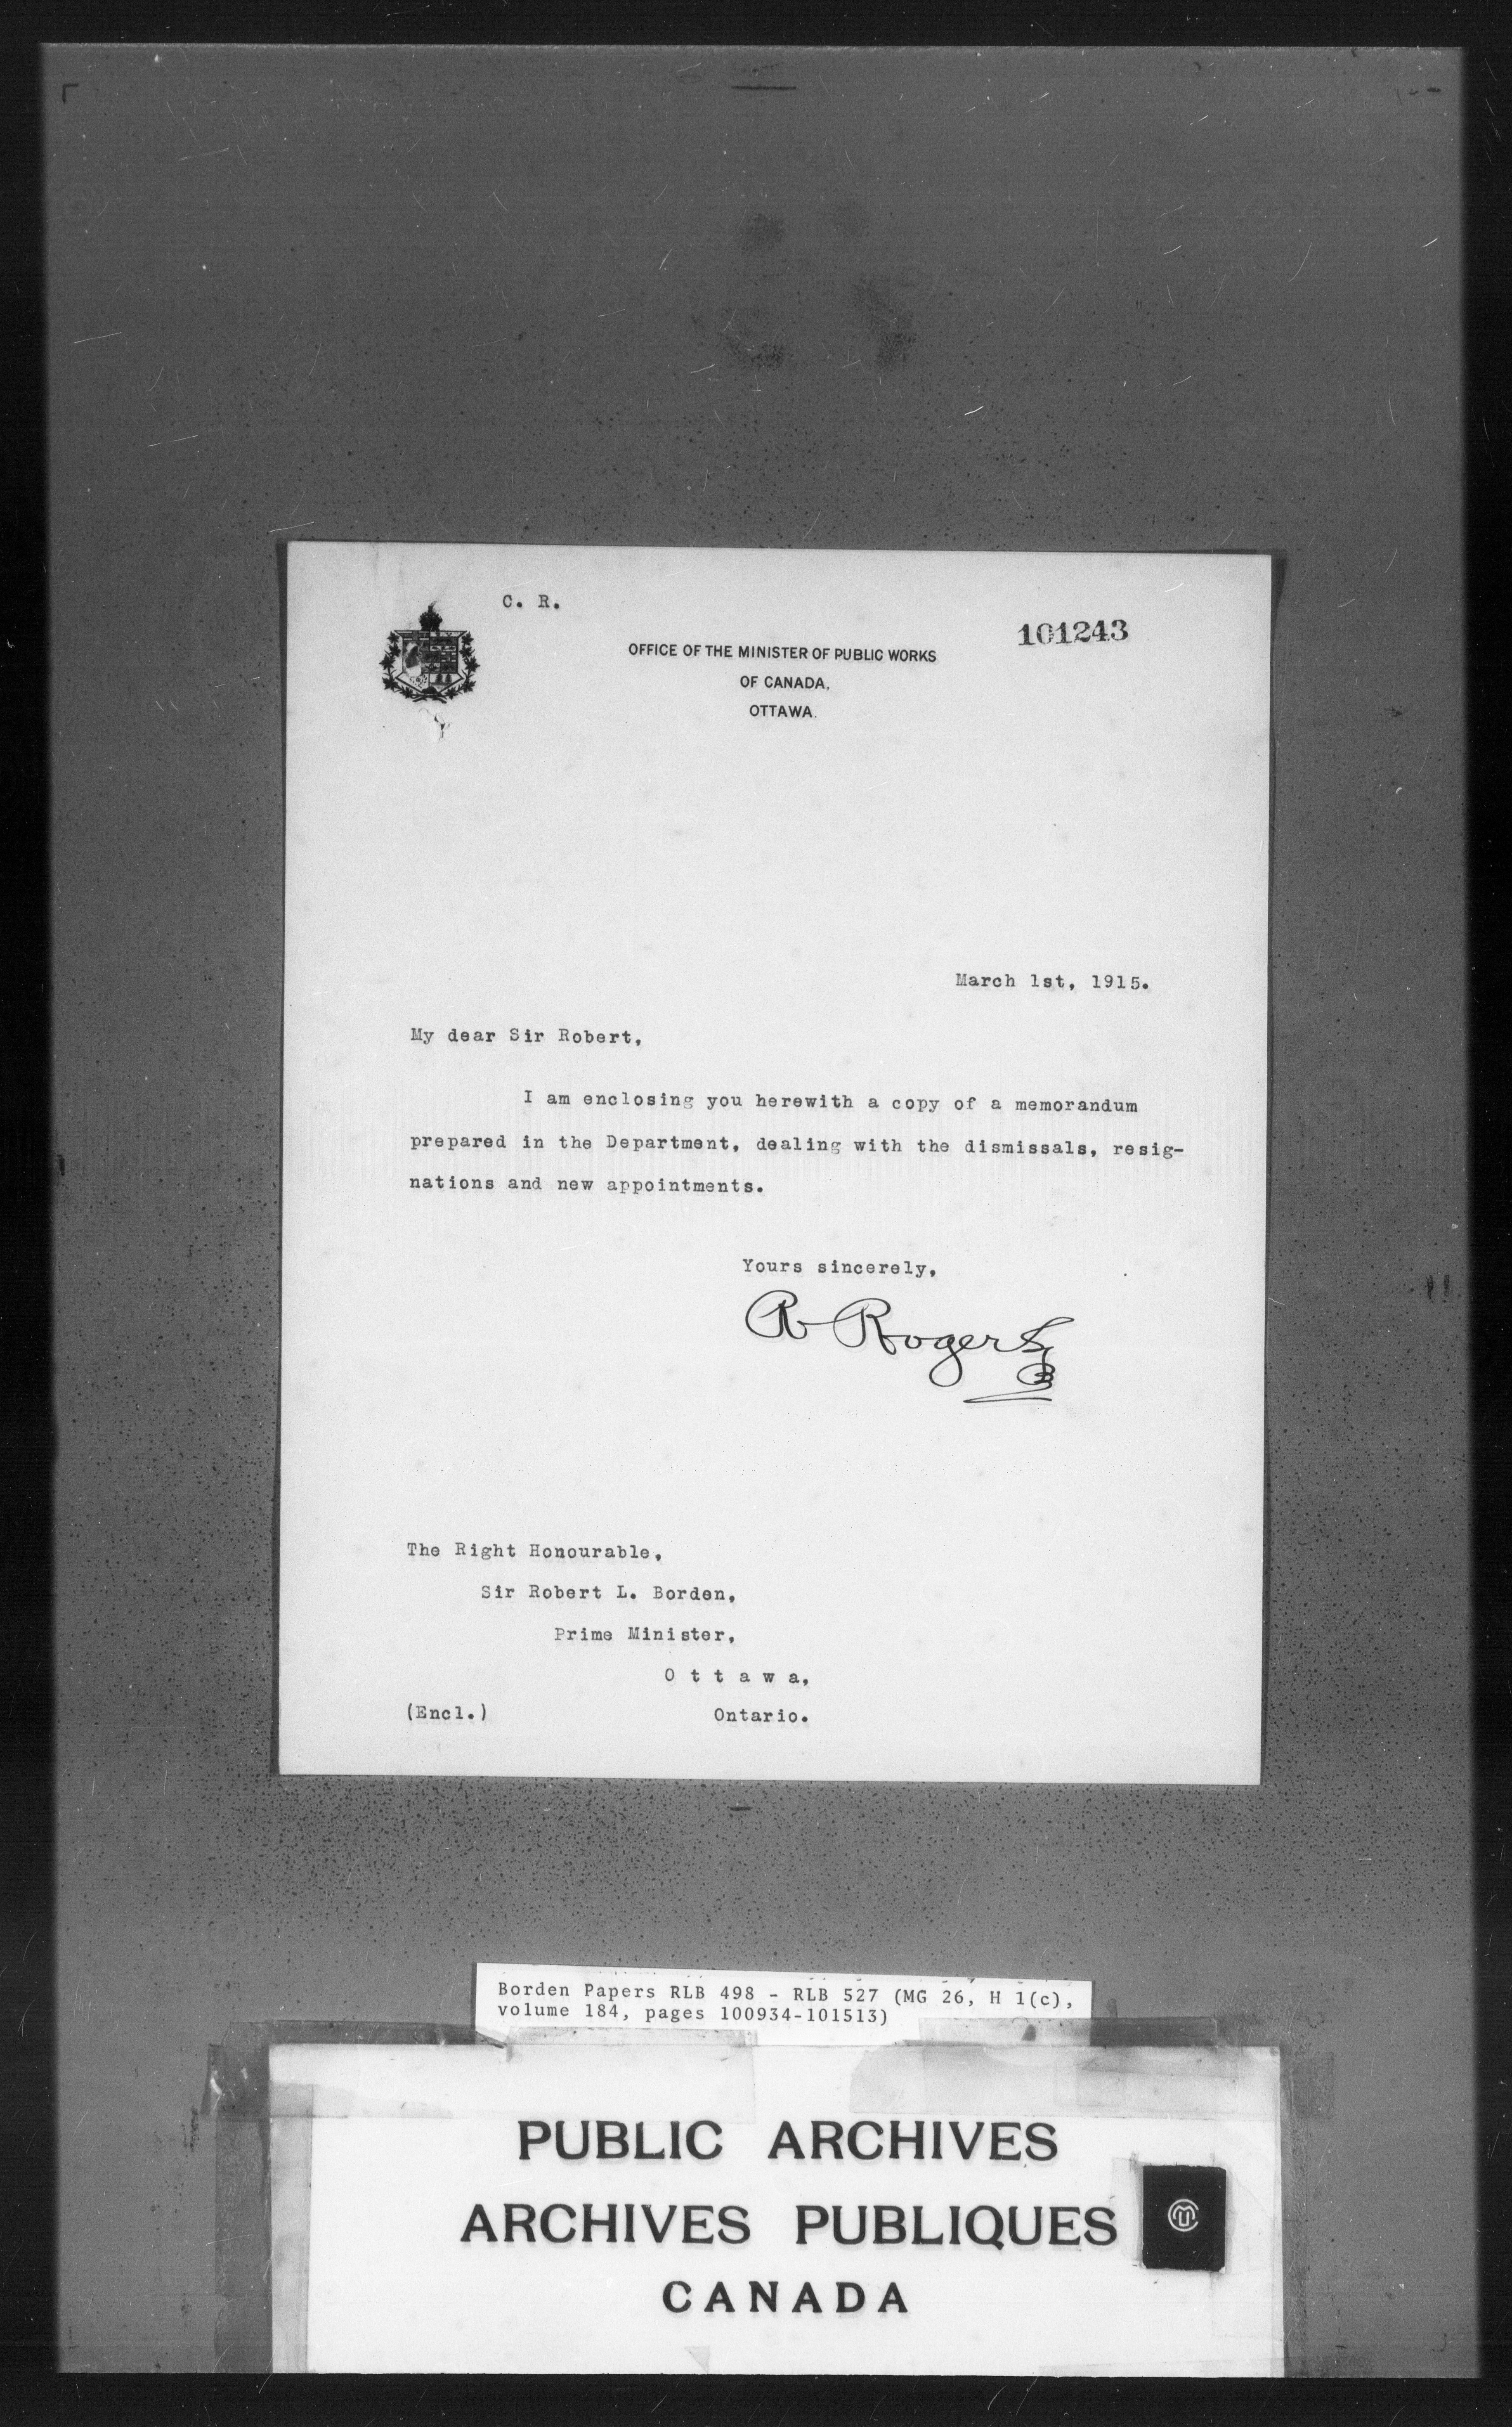 C. R.
101243
OFFICE OF THE MINISTER OF PUBLIC WORKS
OF CANADA,
OTTAWA.
March 1st, 1915.
My dear Sir Robert,
I am enclosing you herewith a copy of a memorandum
prepared in the Department, dealing with the dismissals, resig-
nations and new appointments.
Yours sincerely,
R Rogers
The Right Honourable,
Sir Robert L. Borden,
Prime Minister,
O t t a w a,
(Encl.) Ontario.
Borden Papers RLB 498 - RLB 527 (MG 26, H 1(c),
volume 184, pages 100934-101513)
PUBLIC ARCHIVES
ARCHIVES PUBLIQUES
CANADA